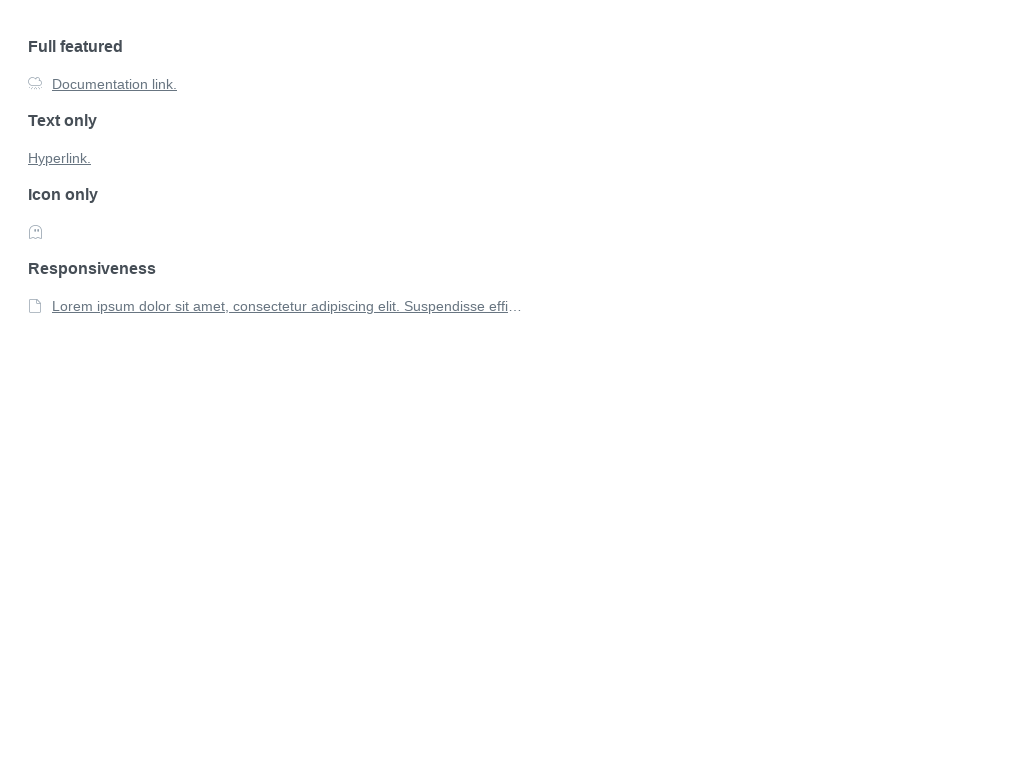 Full featured
Documentation link.
Text only
Hyperlink.
Icon only
Responsiveness
Lorem ipsum dolor sit amet, consectetur adipiscing elit. Suspendisse effi…